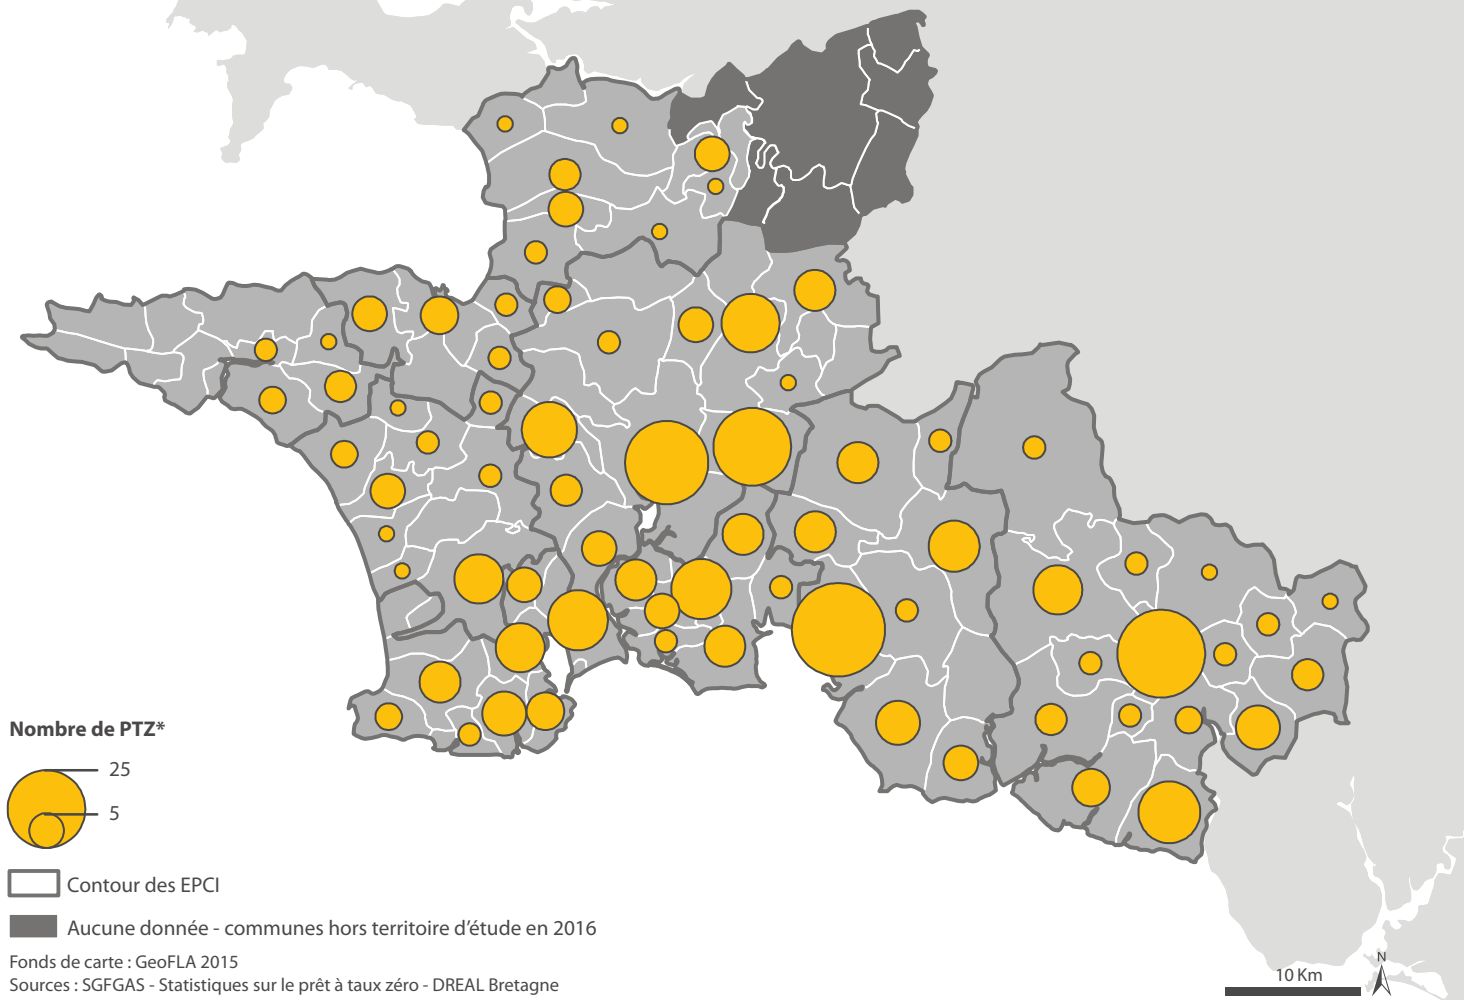 Nombre de PTZ*
25
5
Contour des EPCI
Aucune donnée - communes hors territoire d'étude en 2016
Fonds de carte : GeoFLA 2015
Sources : SGFGAS - Statistiques sur le prêt à taux zéro - DREAL Bretagne
10 Km
N